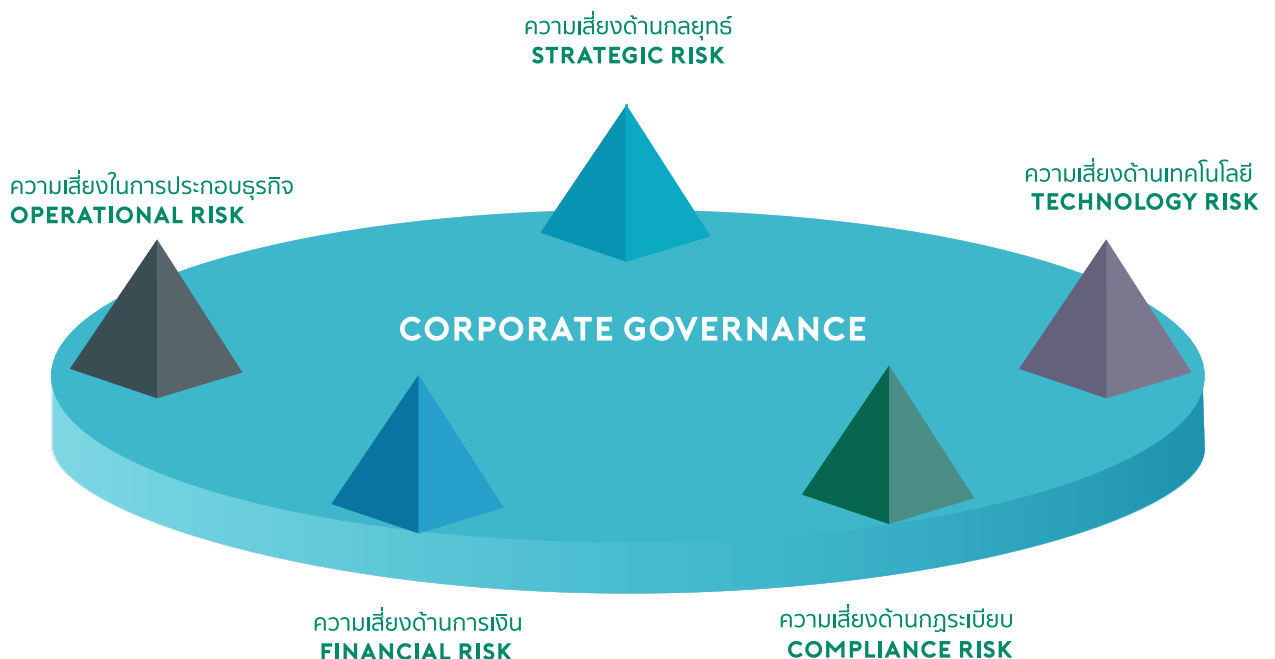 ความเสี่ยงด้านกลยุทธ์
STRATEGIC RISK
ความเสี่ยงในการประกอบธุรกิจ
OPERATIONAL RISK
ความเสี่ยงด้านเทคโนโลยี
TECHNOLOGY RISK
CORPORATE GOVERNANCE
ความเสี่ยงด้านการเงิน
FINANCIAL RISK
ความเสี่ยงด้านกฎระเบียบ
COMPLIANCE RISK